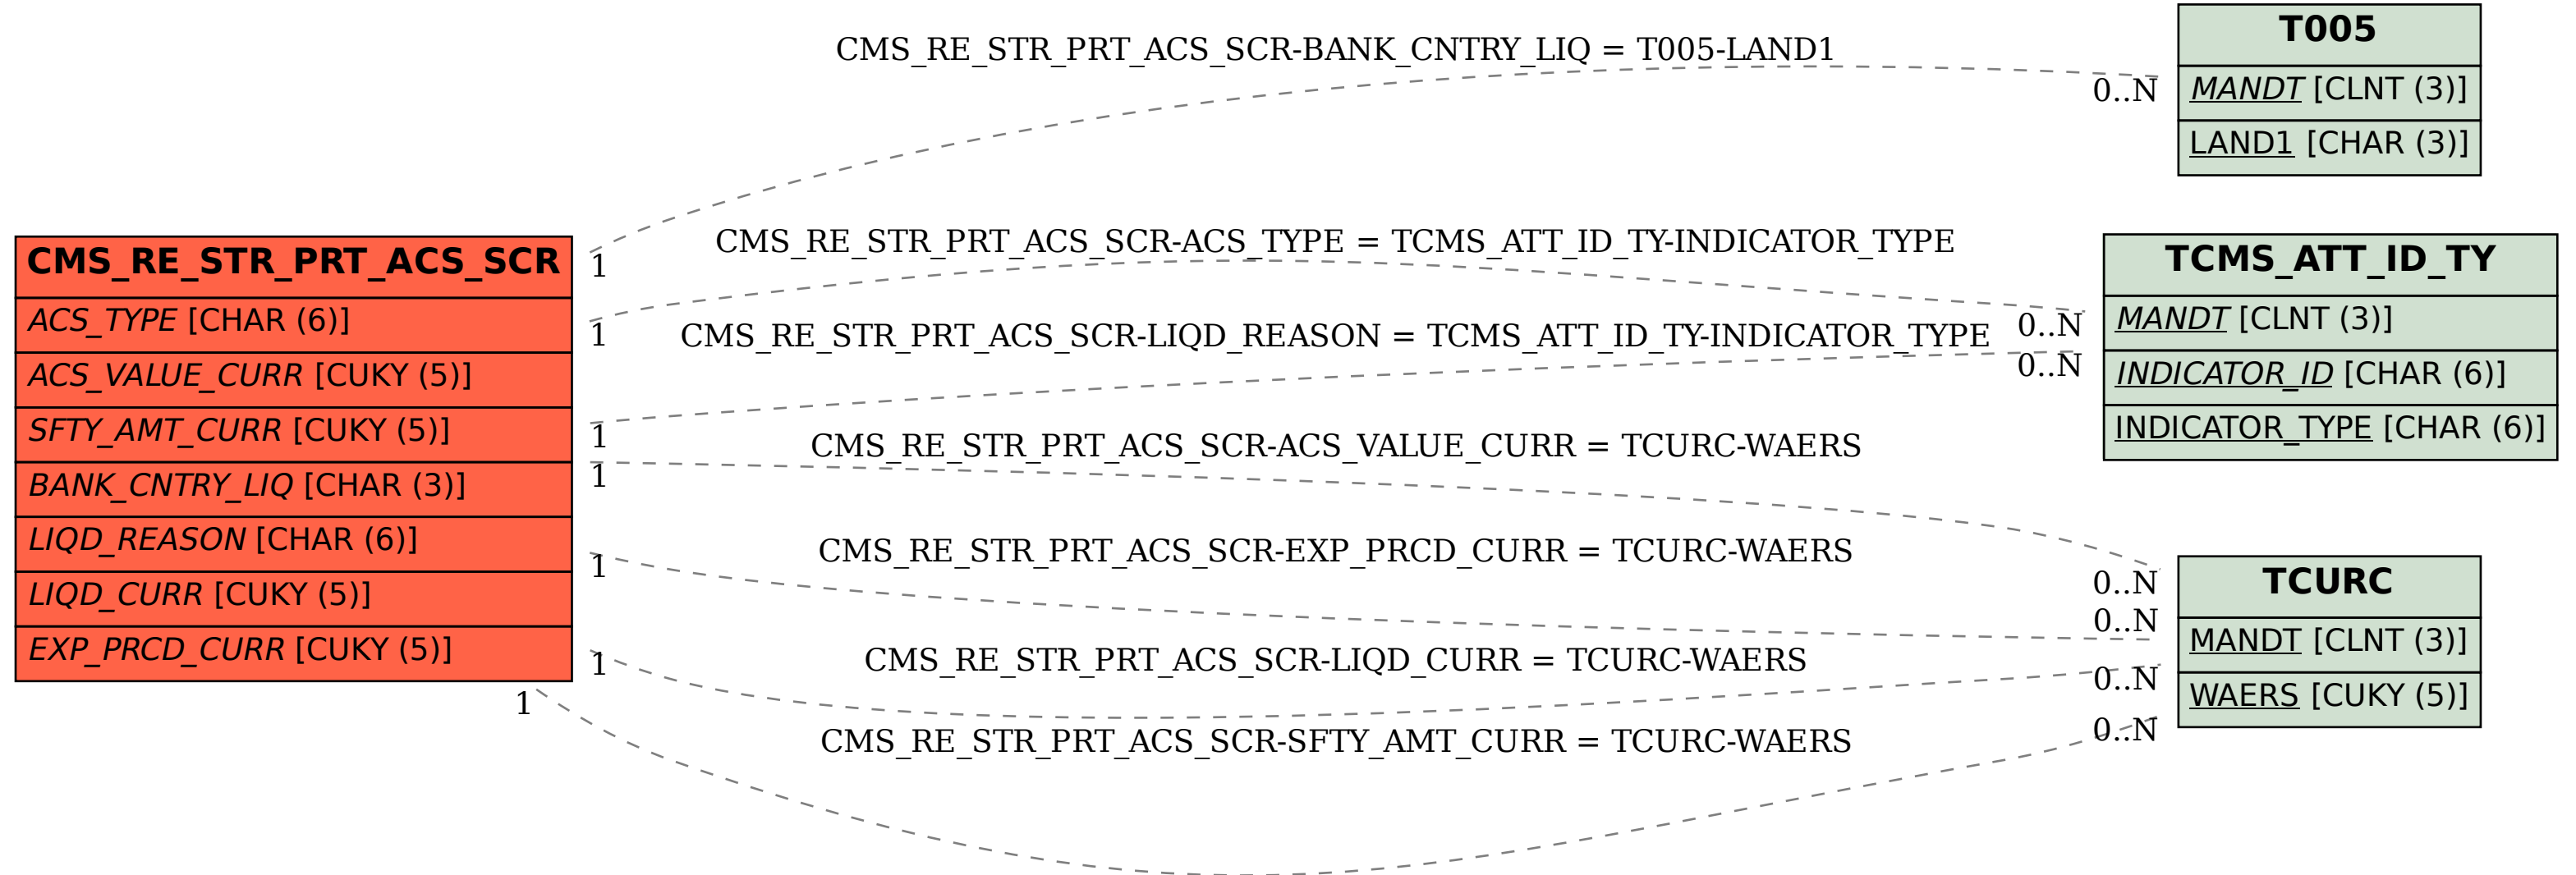 CMS_RE_STR_PRT_ACS_SCR-BANK_CNTRY_LIQ = T005-LAND1
1
0..N
T005
MANDT [CLNT (3)]
LAND1 [CHAR (3)]
CMS_RE_STR_PRT_ACS_SCR
ACS_TYPE [CHAR (6)]
ACS_VALUE_CURR [CUKY (5)]
SFTY_AMT_CURR [CUKY (5)]
BANK_CNTRY_LIQ [CHAR (3)]
LIQD_REASON [CHAR (6)]
LIQD_CURR [CUKY (5)]
EXP_PRCD_CURR [CUKY (5)]
CMS_RE_STR_PRT_ACS_SCR-ACS_TYPE = TCMS_ATT_ID_TY-INDICATOR_TYPE
1
0..N
CMS_RE_STR_PRT_ACS_SCR-LIQD_REASON = TCMS_ATT_ID_TY-INDICATOR_TYPE
1
0..N
TCMS_ATT_ID_TY
MANDT [CLNT (3)]
INDICATOR_ID [CHAR (6)]
INDICATOR_TYPE [CHAR (6)]
CMS_RE_STR_PRT_ACS_SCR-ACS_VALUE_CURR = TCURC-WAERS
1
0..N
CMS_RE_STR_PRT_ACS_SCR-EXP_PRCD_CURR = TCURC-WAERS
1
0..N
CMS_RE_STR_PRT_ACS_SCR-LIQD_CURR = TCURC-WAERS
1
0..N
CMS_RE_STR_PRT_ACS_SCR-SFTY_AMT_CURR = TCURC-WAERS
1
0..N
TCURC
MANDT [CLNT (3)]
WAERS [CUKY (5)]